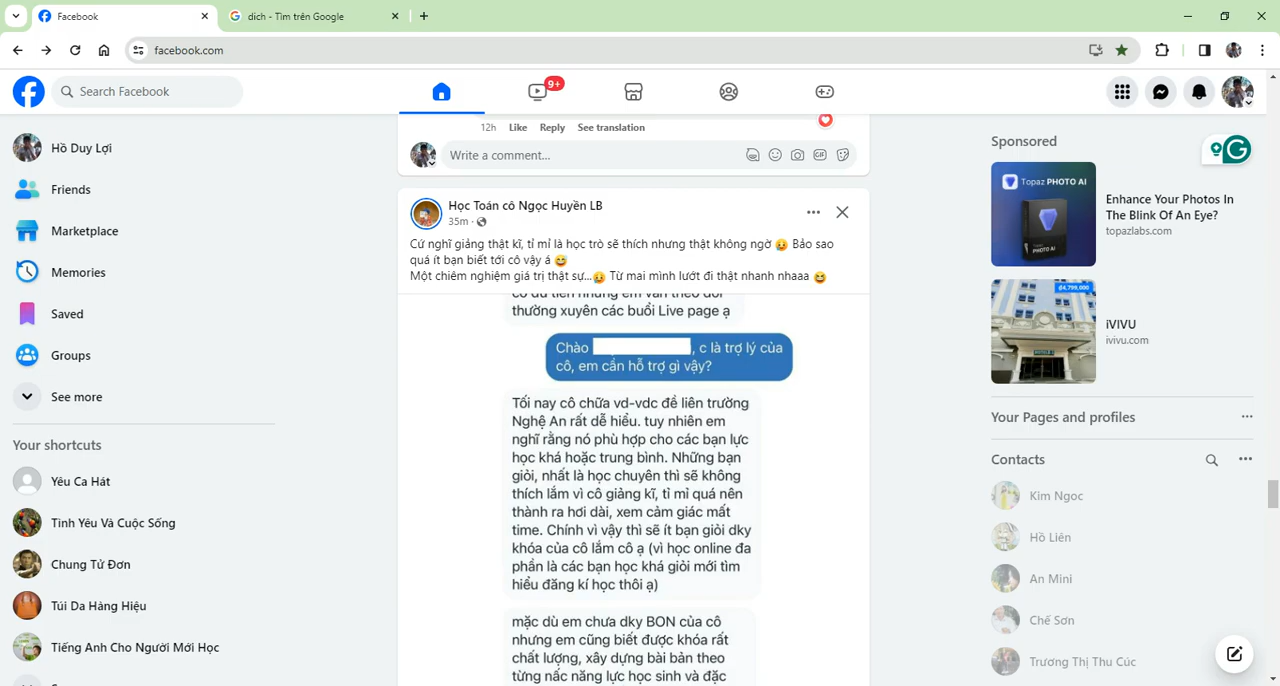 Facebook
dich - Tìm trên Google
facebook.com
Search Facebook
9+
Hồ Duy Lợi
Friends
Marketplace
Memories
Saved
Groups
See more
Your shortcuts
Yêu Ca Hát
Tình Yêu Và Cuộc Sống
Chung Tử Đơn
Túi Da Hàng Hiệu
Tiếng Anh Cho Người Mới Học
12h Like Reply See translation
Write a comment...
GIF
Học Toán cô Ngọc Huyền LB
35m ·
Cứ nghĩ giảng thật kĩ, tỉ mỉ là học trò sẽ thích nhưng thật không ngờ 😥 Bảo sao
quá ít bạn biết tới cô vậy á 😅
Một chiêm nghiệm giá trị thật sự...😥 Từ mai mình lướt đi thật nhanh nhaaa 😆
thường xuyên các buổi Live page ạ
Chào , c là trợ lý của
cô, em cần hỗ trợ gì vậy?
Tối nay cô chữa vd-vdc đề liên trường
Nghệ An rất dễ hiểu. tuy nhiên em
nghĩ rằng nó phù hợp cho các bạn lực
học khá hoặc trung bình. Những bạn
giỏi, nhất là học chuyên thì sẽ không
thích lắm vì cô giảng kĩ, tỉ mỉ quá nên
thành ra hơi dài, xem cảm giác mất
time. Chính vì vậy thì sẽ ít bạn giỏi dky
khóa của cô lắm cô ạ (vì học online đa
phần là các bạn học khá giỏi mới tìm
hiểu đăng kí học thôi ạ)
mặc dù em chưa dky BON của cô
nhưng em cũng biết được khóa rất
chất lượng, xây dựng bài bản theo
từng nấc năng lực học sinh và đặc
Sponsored
Topaz PHOTO AI
Enhance Your Photos In
The Blink Of An Eye?
topazlabs.com
₫4,799,000
iVIVU
ivivu.com
Your Pages and profiles
Contacts
Kim Ngoc
Hồ Liên
An Mini
Chế Sơn
Trương Thị Thu Cúc